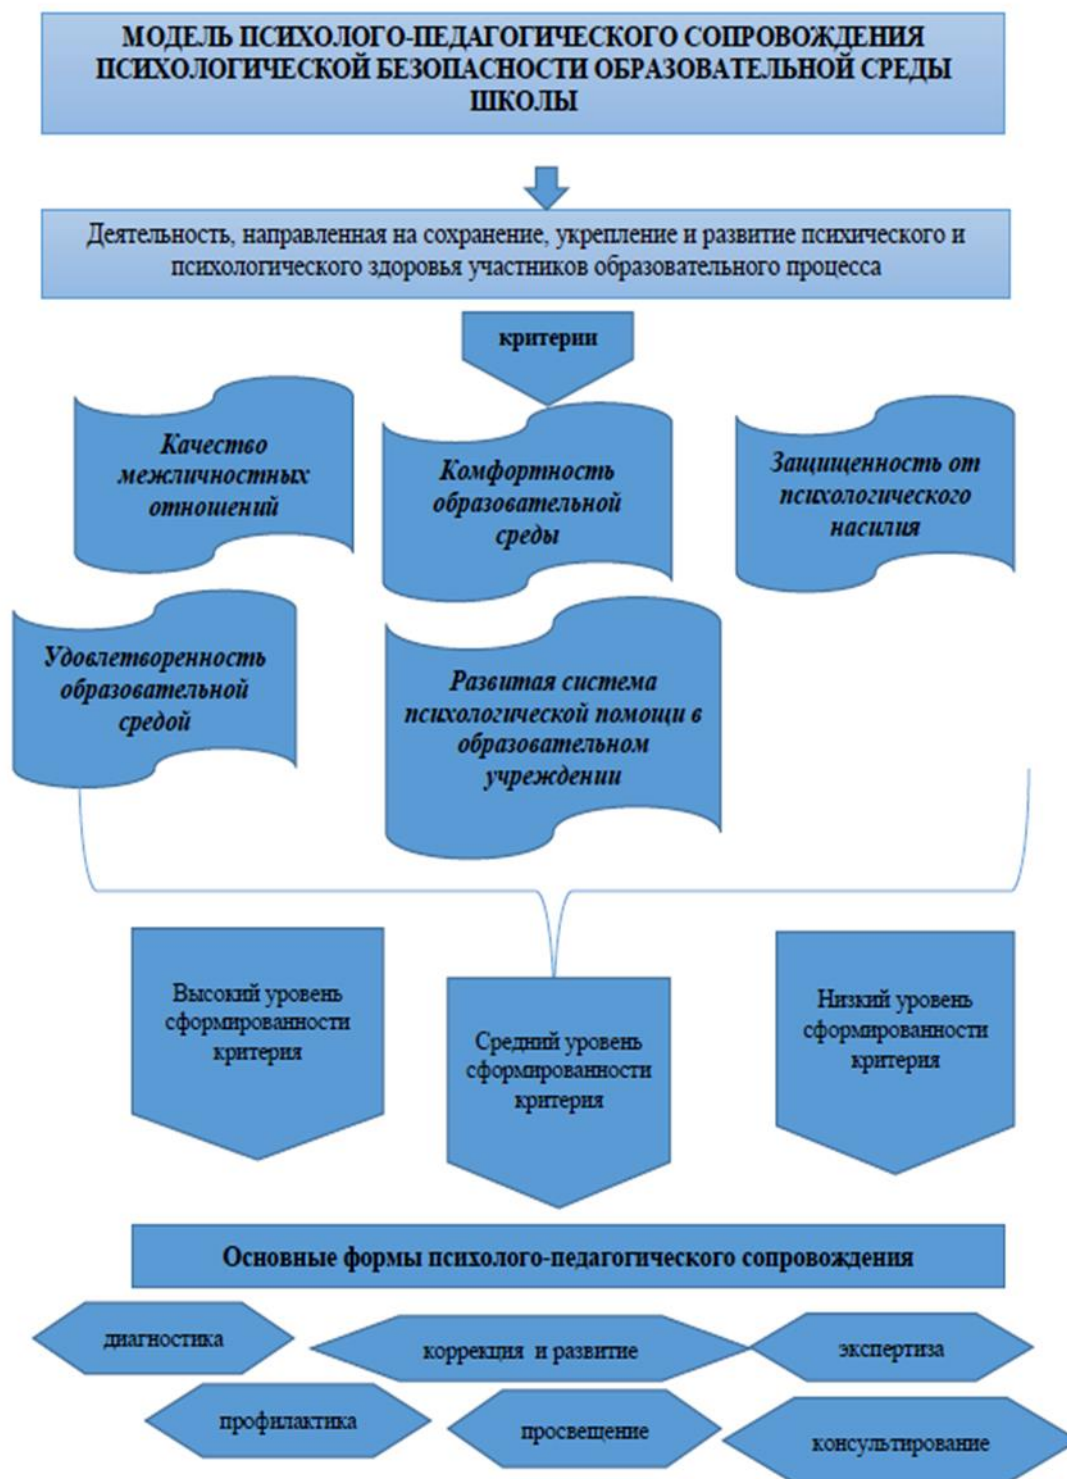 МОДЕЛЬ ПСИХОЛОГО-ПЕДАГОГИЧЕСКОГО СОПРОВОЖДЕНИЯ
ПСИХОЛОГИЧЕСКОЙ БЕЗОПАСНОСТИ ОБРАЗОВАТЕЛЬНОЙ СРЕДЫ
ШКОЛЫ
Деятельность, направленная на сохранение, укрепление и развитие психического и
психологического здоровья участников образовательного процесса
критерии
Качество
межличностных
отношений
Комфортность
образовательной
среды
Защищенность от
психологического
насилия
Удовлетворенность
образовательной
средой
Развитая система
психологической помощи в
образовательном
учреждении
Высокий уровень
сформированности
критерия
Средний уровень
сформированности
критерия
Низкий уровень
сформированности
критерия
Основные формы психолого-педагогического сопровождения
диагностика
коррекция и развитие
экспертиза
профилактика
просвещение
консультирование